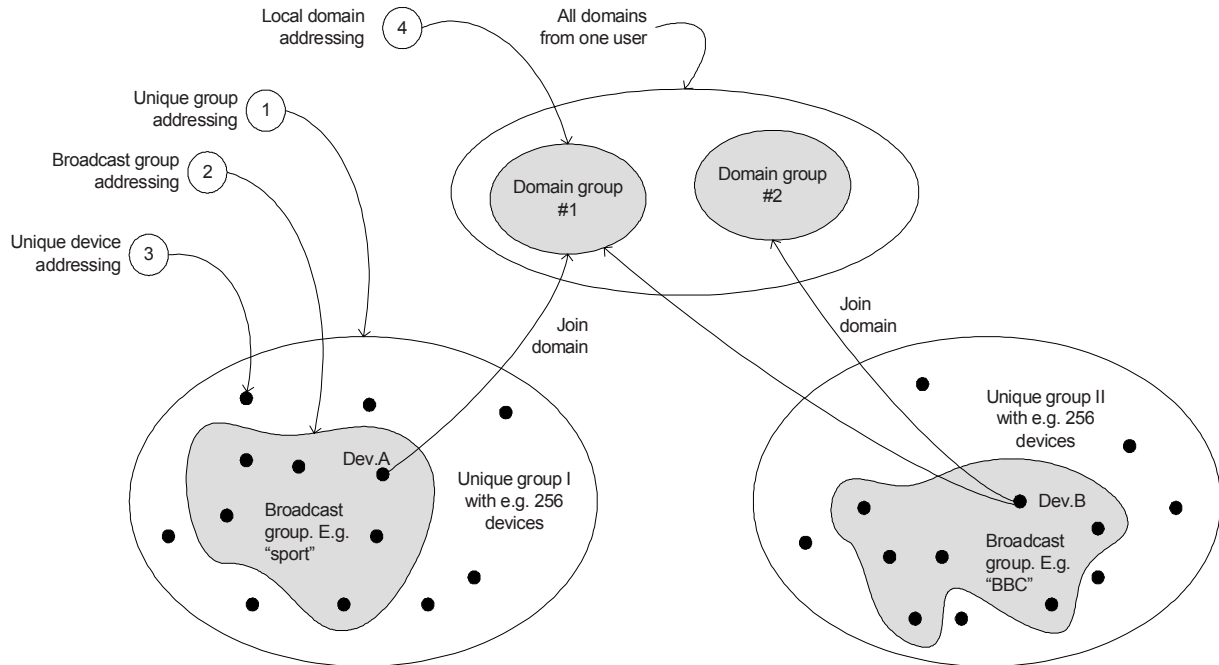 Local domain
addressing
4
All domains
from one user
Unique group
addressing
1
Broadcast group
addressing
2
Unique device
addressing
3
Domain group
#1
Domain group
#2
Join
domain
Join
domain
Dev.A
Unique group I
with e.g. 256
devices
Broadcast
group. E.g.
“sport”
Unique group II
with e.g. 256
devices
Dev.B
Broadcast
group. E.g.
“BBC”